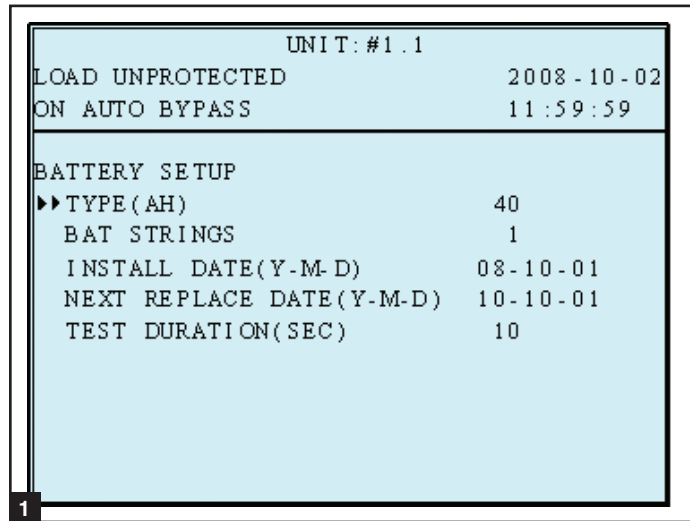 UNIT:#1.1
LOAD UNPROTECTED 2008-10-02
ON AUTO BYPASS 11:59:59
BATTERY SETUP
TYPE(AH) 40
BAT STRINGS 1
INSTALL DATE(Y-M-D) 08-10-01
NEXT REPLACE DATE(Y-M-D) 10-10-01
TEST DURATION(SEC) 10
1